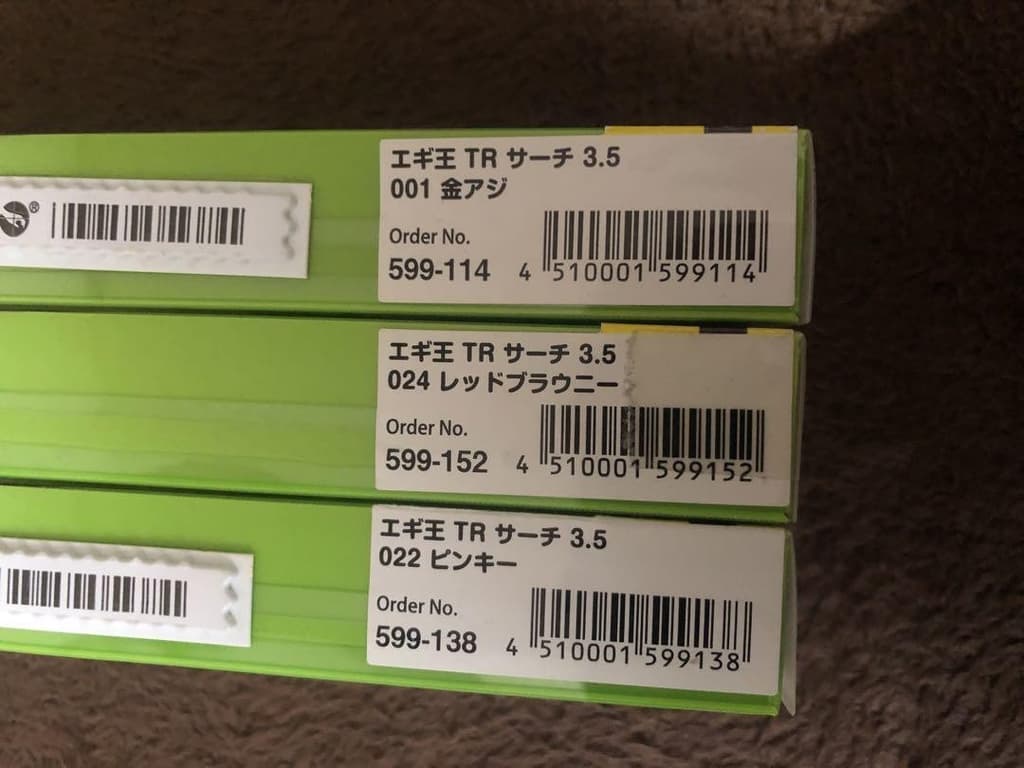 エギ王 TR サーチ 3.5
001 金アジ
Order No.
599-114
4 510001 599114
®
エギ王 TR サーチ 3.5
024 レッドブラウニー
Order No.
599-152
4 510001 599152
エギ王 TR サーチ 3.5
022 ピンキー
Order No.
599-138
4 510001 599138